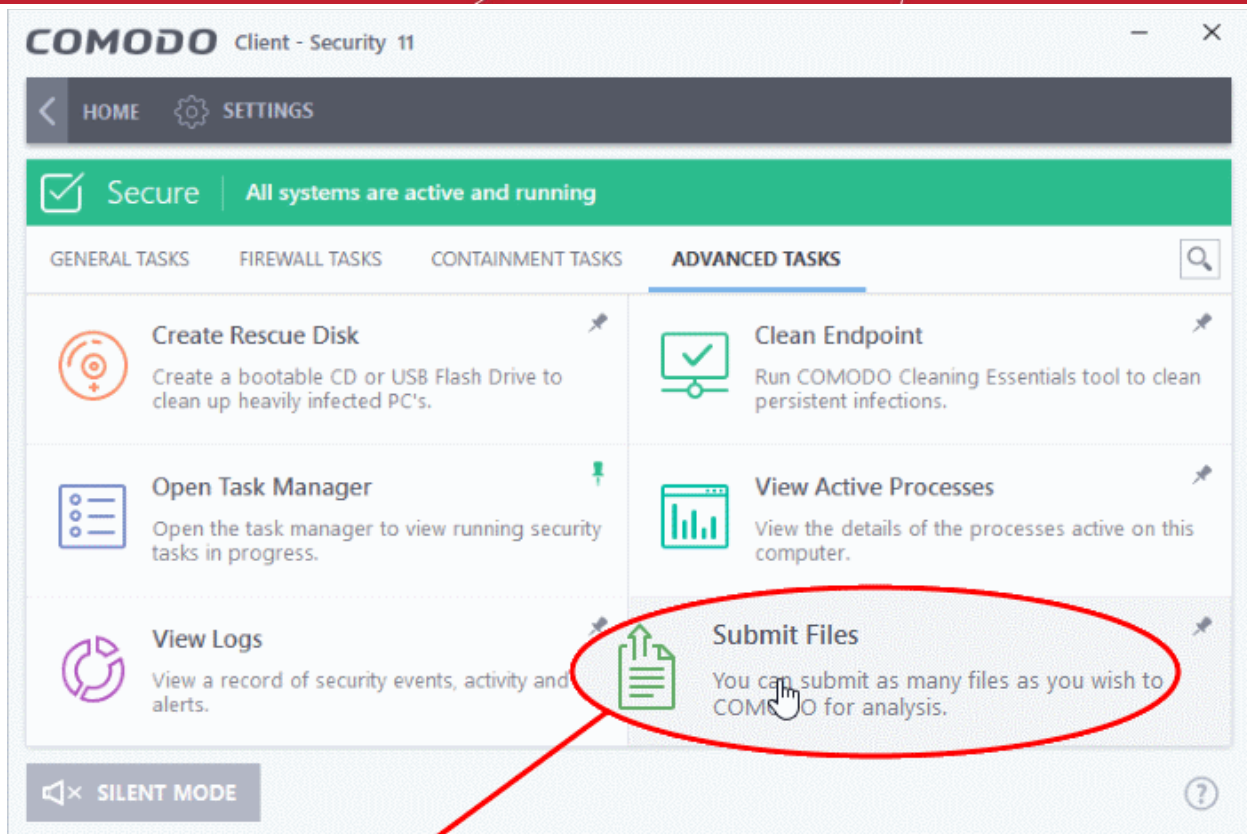 COMODO Client - Security 11
HOME SETTINGS
Secure All systems are active and running
GENERAL TASKS FIREWALL TASKS CONTAINMENT TASKS ADVANCED TASKS
Create Rescue Disk
Create a bootable CD or USB Flash Drive to
clean up heavily infected PC's.
Clean Endpoint
Run COMODO Cleaning Essentials tool to clean
persistent infections.
Open Task Manager
Open the task manager to view running security
tasks in progress.
View Active Processes
View the details of the processes active on this
computer.
View Logs
View a record of security events, activity and
alerts.
Submit Files
You can submit as many files as you wish to
COMODO for analysis.
SILENT MODE
?